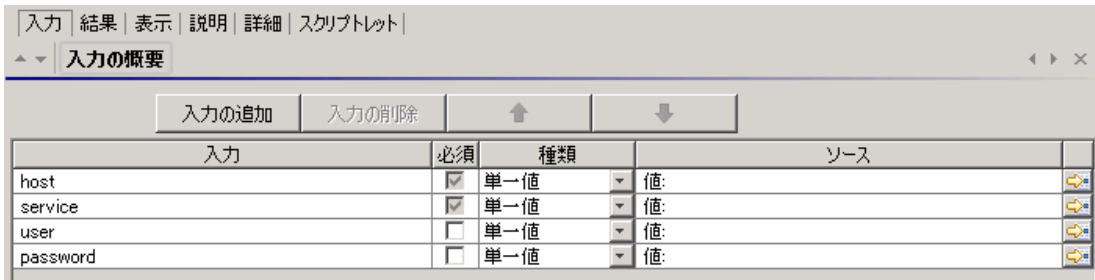 入力 結果 表示 説明 詳細 スクリプトレット
入力の概要
入力の追加 入力の削除
入力 必須 種類 ソース
host 単一値 値:
service 単一値 値:
user 単一値 値:
password 単一値 値: